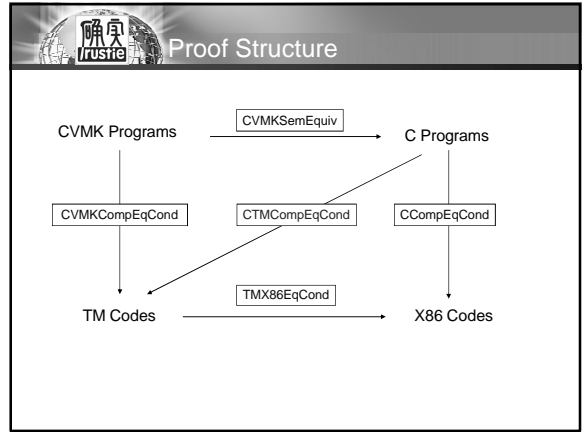 确实
Trustie
Proof Structure
CVMKSemEquiv
CVMK Programs
C Programs
CVMKCompEqCond
CTMCompEqCond
CCompEqCond
TMX86EqCond
TM Codes
X86 Codes